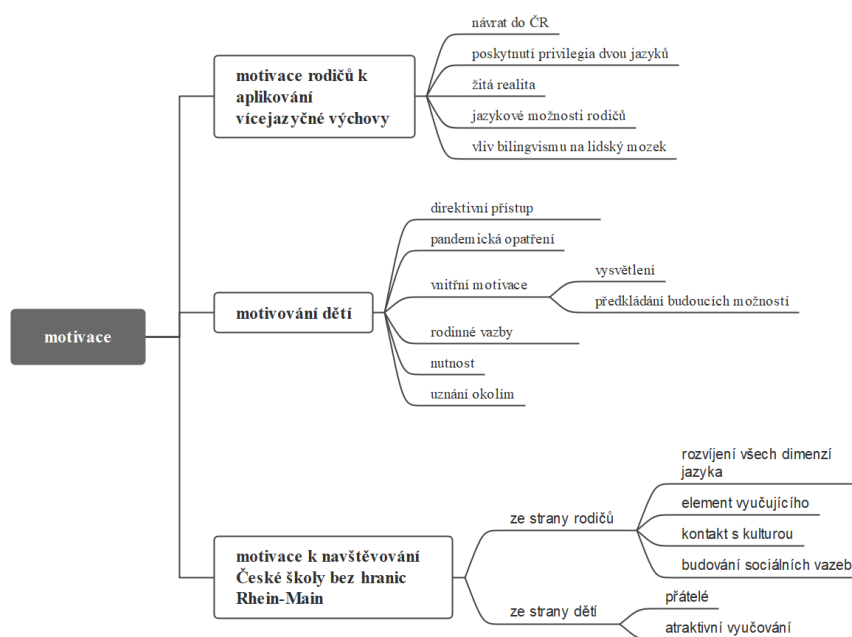 motivace
motivace rodičů k
aplikování
vícejazyčné výchovy
návrat do ČR
poskytnutí privilegia dvou jazyků
žitá realita
jazykové možnosti rodičů
vliv bilingvismu na lidský mozek
motivování dětí
direktivní přístup
pandemická opatření
vnitřní motivace
vysvětlení
předkládání budoucích možností
rodinné vazby
nutnost
uznání okolím
motivace k navštěvování
České školy bez hranic
Rhein-Main
ze strany rodičů
rozvíjení všech dimenzí
jazyka
element vyučujícího
kontakt s kulturou
budování sociálních vazeb
ze strany dětí
přátelé
atraktivní vyučování